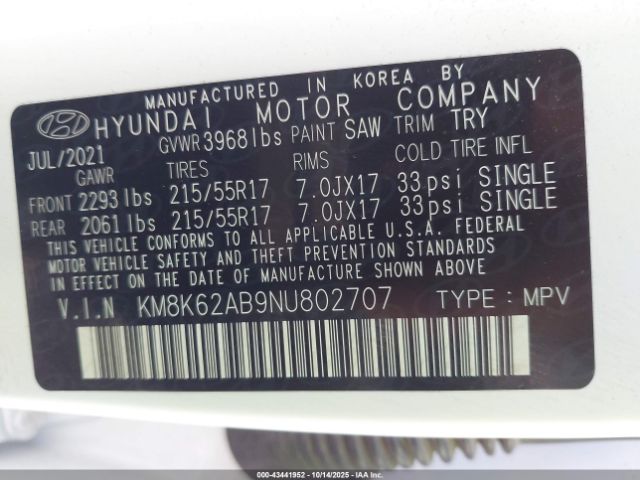 MANUFACTURED IN KOREA BY
HYUNDAI MOTOR COMPANY
JUL/2021 GVWR 3968 lbs PAINT SAW TRIM TRY
GAWR TIRES RIMS COLD TIRE INFL
FRONT 2293 lbs 215/55R17 7.0JX17 33 psi SINGLE
REAR 2061 lbs 215/55R17 7.0JX17 33 psi SINGLE
THIS VEHICLE CONFORMS TO ALL APPLICABLE U.S.A. FEDERAL
MOTOR VEHICLE SAFETY AND THEFT PREVENTION STANDARDS
IN EFFECT ON THE DATE OF MANUFACTURE SHOWN ABOVE.
V.I.N KM8K62AB9NU802707 TYPE : MPV
000-43441952 | 10/14/2025 | IAAI.COM